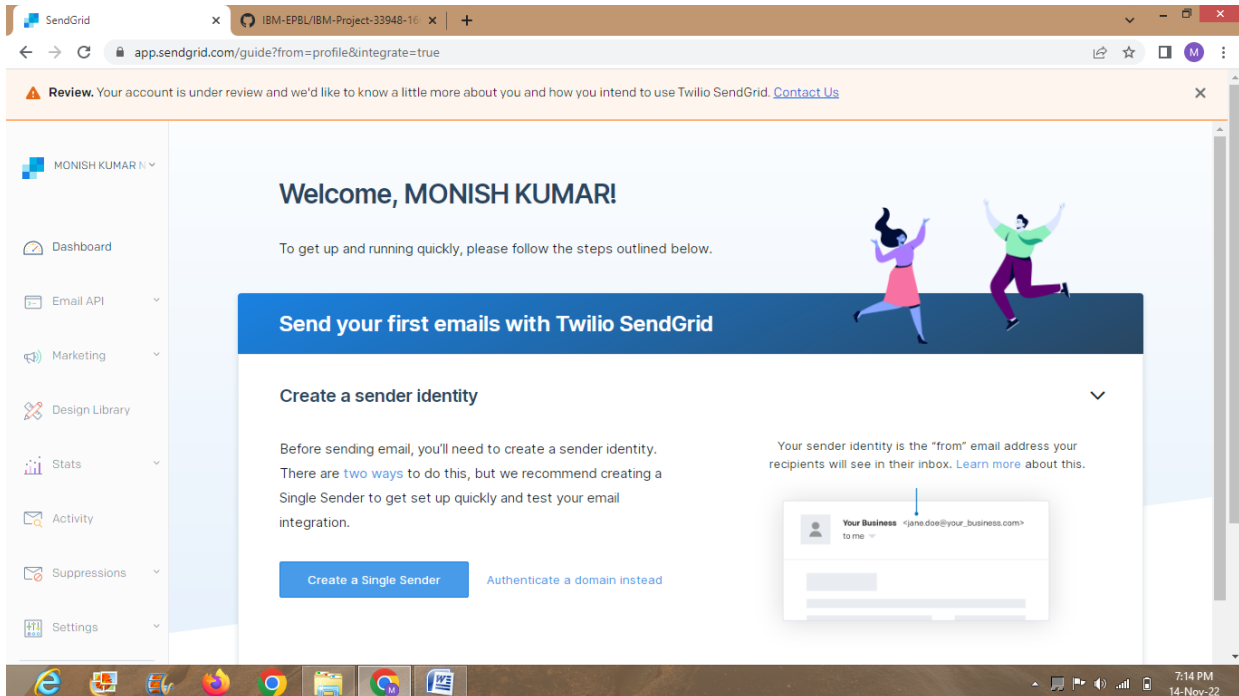 SendGrid
IBM-EPBL/IBM-Project-33948-16
app.sendgrid.com/guide?from=profile&integrate=true
M
Review. Your account is under review and we'd like to know a little more about you and how you intend to use Twilio SendGrid. Contact Us
MONISH KUMAR N
Dashboard
Email API
Marketing
Design Library
Stats
Activity
Suppressions
Settings
Welcome, MONISH KUMAR!
To get up and running quickly, please follow the steps outlined below.
Send your first emails with Twilio SendGrid
Create a sender identity
Before sending email, you'll need to create a sender identity.
There are two ways to do this, but we recommend creating a
Single Sender to get set up quickly and test your email
integration.
Create a Single Sender
Authenticate a domain instead
Your sender identity is the "from" email address your
recipients will see in their inbox. Learn more about this.
Your Business <jane.doe@your_business.com>
to me
7:14 PM
14-Nov-22